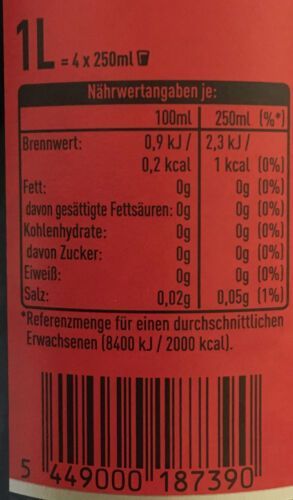 1L = 4 x 250ml
Nährwertangaben je:
100ml 250ml (%*)
Brennwert: 0,9 kJ / 2,3 kJ /
0,2 kcal 1 kcal (0%)
Fett: 0g 0g (0%)
davon gesättigte Fettsäuren: 0g 0g (0%)
Kohlenhydrate: 0g 0g (0%)
davon Zucker: 0g 0g (0%)
Eiweiß: 0g 0g (0%)
Salz: 0,02g 0,05g (1%)
*Referenzmenge für einen durchschnittlichen
Erwachsenen (8400 kJ / 2000 kcal).
5 449000 187390